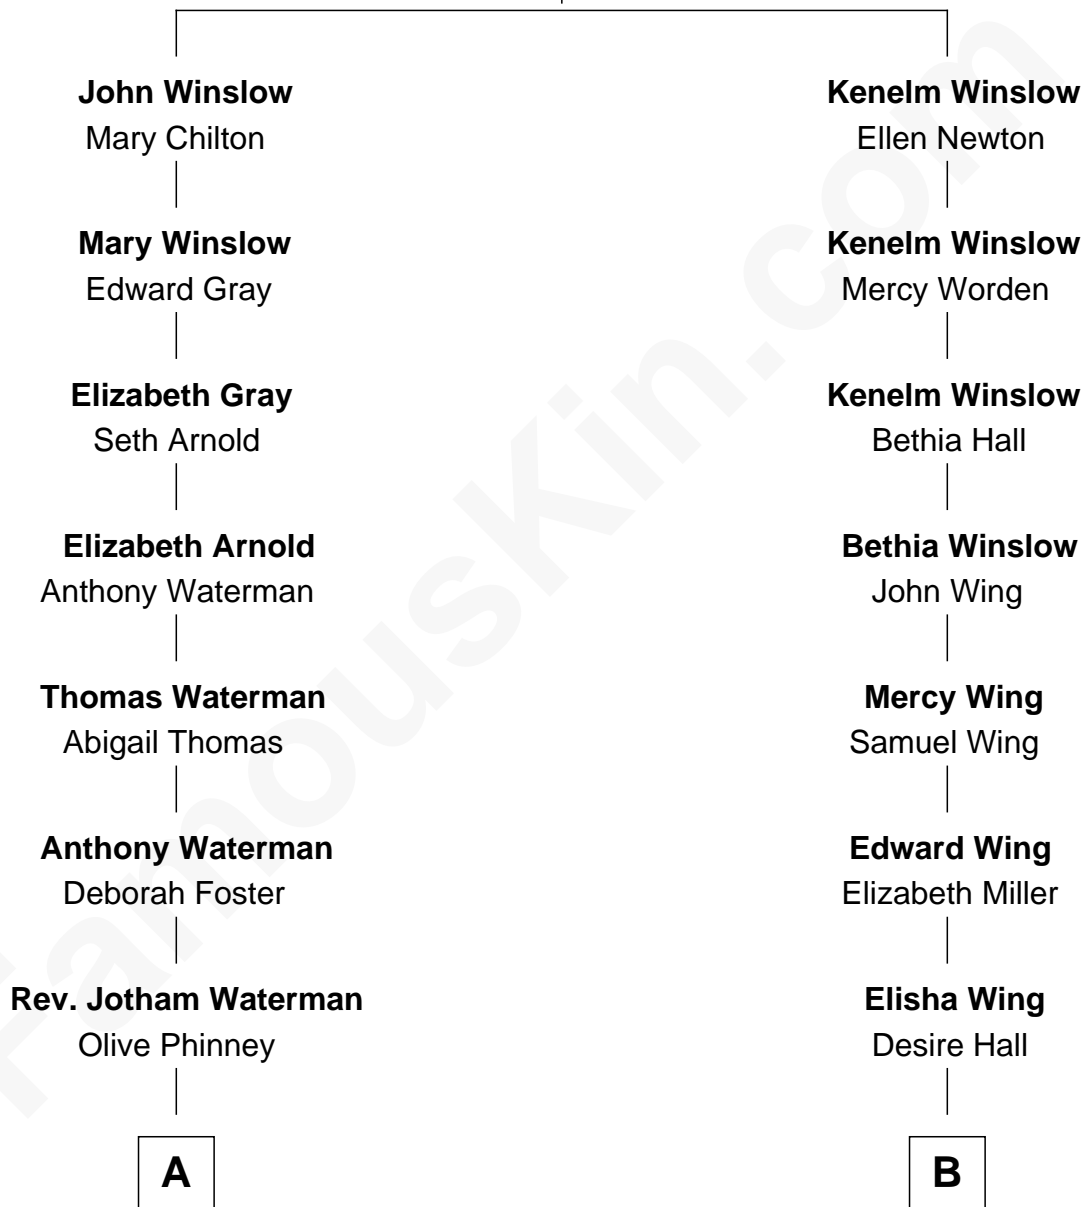 John Winslow
Mary Chilton
Mary Winslow
Edward Gray
Elizabeth Gray
Seth Arnold
Elizabeth Arnold
Anthony Waterman
Thomas Waterman
Abigail Thomas
Anthony Waterman
Deborah Foster
Rev. Jotham Waterman
Olive Phinney
A
Kenelm Winslow
Ellen Newton
Kenelm Winslow
Mercy Worden
Kenelm Winslow
Bethia Hall
Bethia Winslow
John Wing
Mercy Wing
Samuel Wing
Edward Wing
Elizabeth Miller
Elisha Wing
Desire Hall
B
FamousKin.com